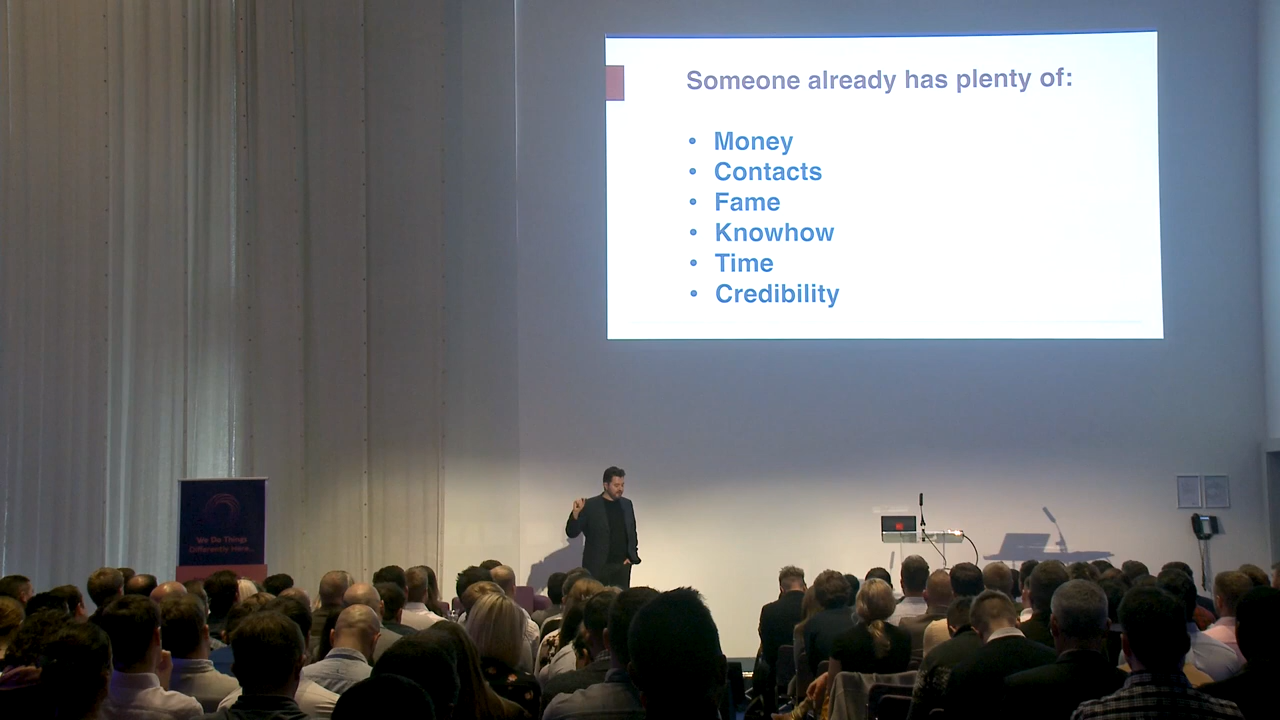 Someone already has plenty of:
• Money
• Contacts
• Fame
• Knowhow
• Time
• Credibility
We Do Things
Differently Here...